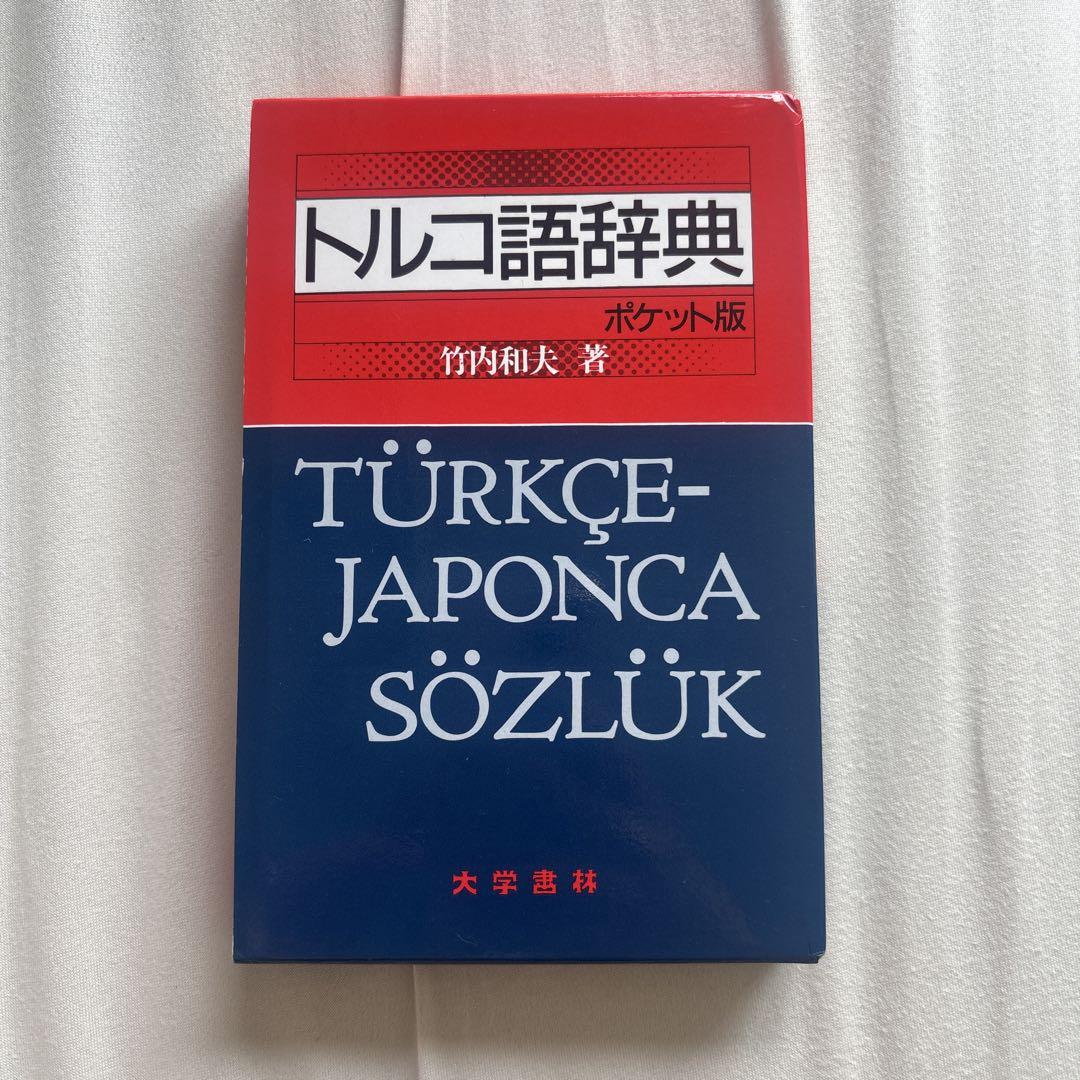 トルコ語辞典
ポケット版
竹内和夫 著
TÜRKÇE-
JAPONCA
SÖZLÜK
大学書林